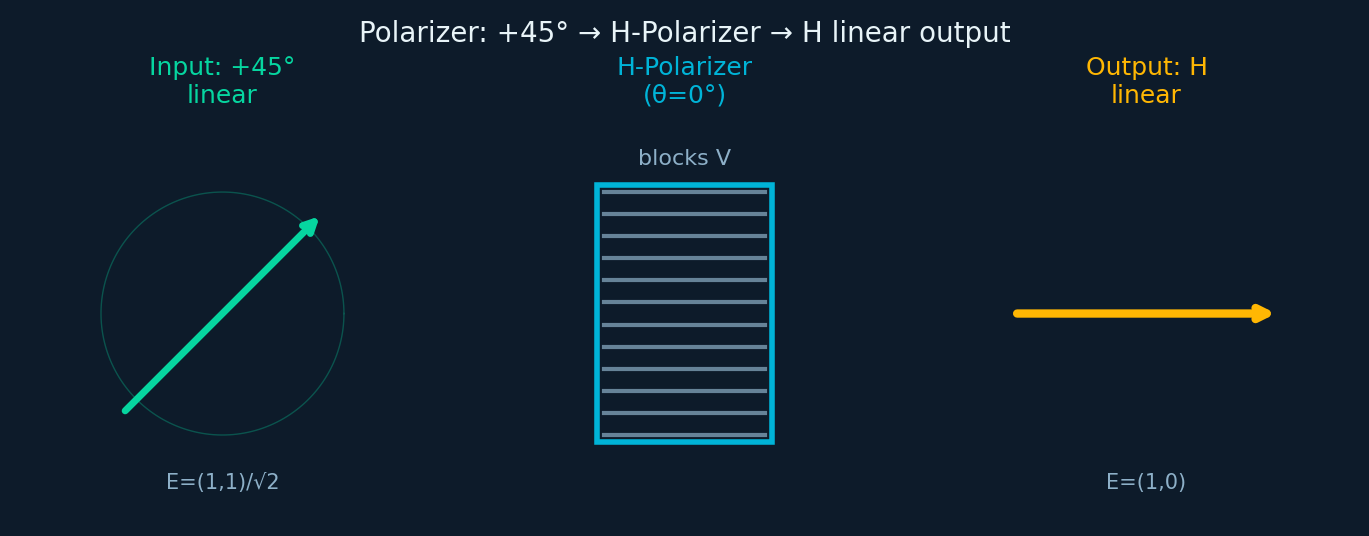 Polarizer: +45° → H-Polarizer → H linear output
Input: +45°
linear
H-Polarizer
(θ=0°)
Output: H
linear
blocks V
E=(1,1)/√2
E=(1,0)